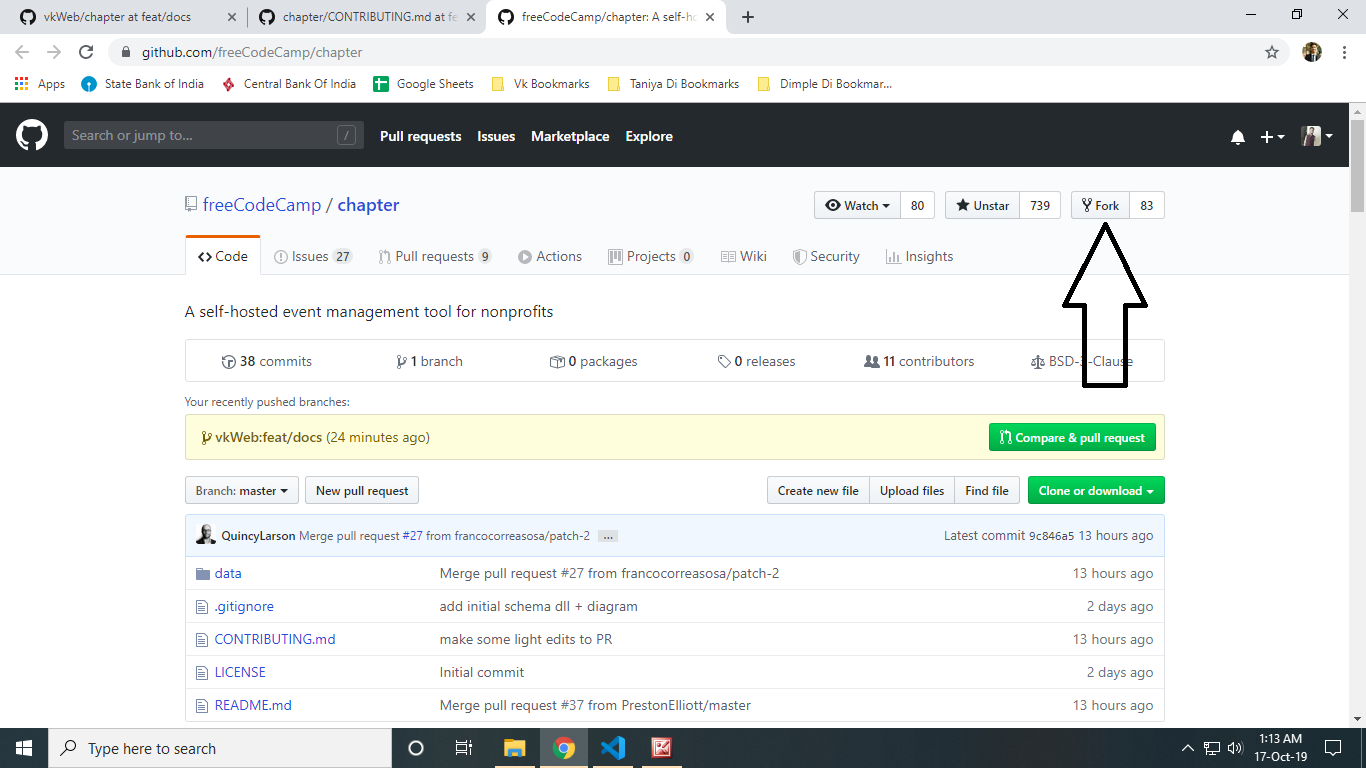 vkWeb/chapter at feat/docs
chapter/CONTRIBUTING.md at fe
freeCodeCamp/chapter: A self-ho
github.com/freeCodeCamp/chapter
Apps State Bank of India Central Bank Of India Google Sheets Vk Bookmarks Taniya Di Bookmarks Dimple Di Bookmar...
Search or jump to... / Pull requests Issues Marketplace Explore
freeCodeCamp / chapter
Watch 80 Unstar 739 Fork 83
Code Issues 27 Pull requests 9 Actions Projects 0 Wiki Security Insights
A self-hosted event management tool for nonprofits
38 commits 1 branch 0 packages 0 releases 11 contributors BSD-3-Clause
Your recently pushed branches:
vkWeb:feat/docs (24 minutes ago) Compare & pull request
Branch: master New pull request Create new file Upload files Find file Clone or download
QuincyLarson Merge pull request #27 from francocorreasosa/patch-2 ... Latest commit 9c846a5 13 hours ago
data Merge pull request #27 from francocorreasosa/patch-2 13 hours ago
.gitignore add initial schema dll + diagram 2 days ago
CONTRIBUTING.md make some light edits to PR 13 hours ago
LICENSE Initial commit 2 days ago
README.md Merge pull request #37 from PrestonElliott/master 13 hours ago
Type here to search
1:13 AM
17-Oct-19